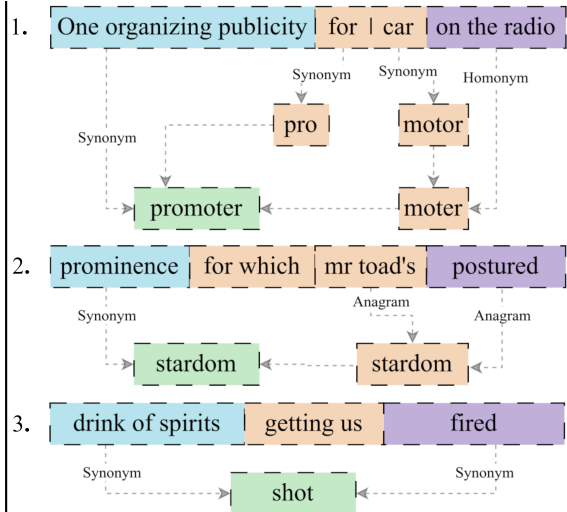 1. One organizing publicity for | car on the radio
Synonym Synonym Homonym
pro motor
Synonym
promoter moter
2. prominence for which mr toad's postured
Synonym Anagram Anagram
stardom stardom
3. drink of spirits getting us fired
Synonym Synonym
shot